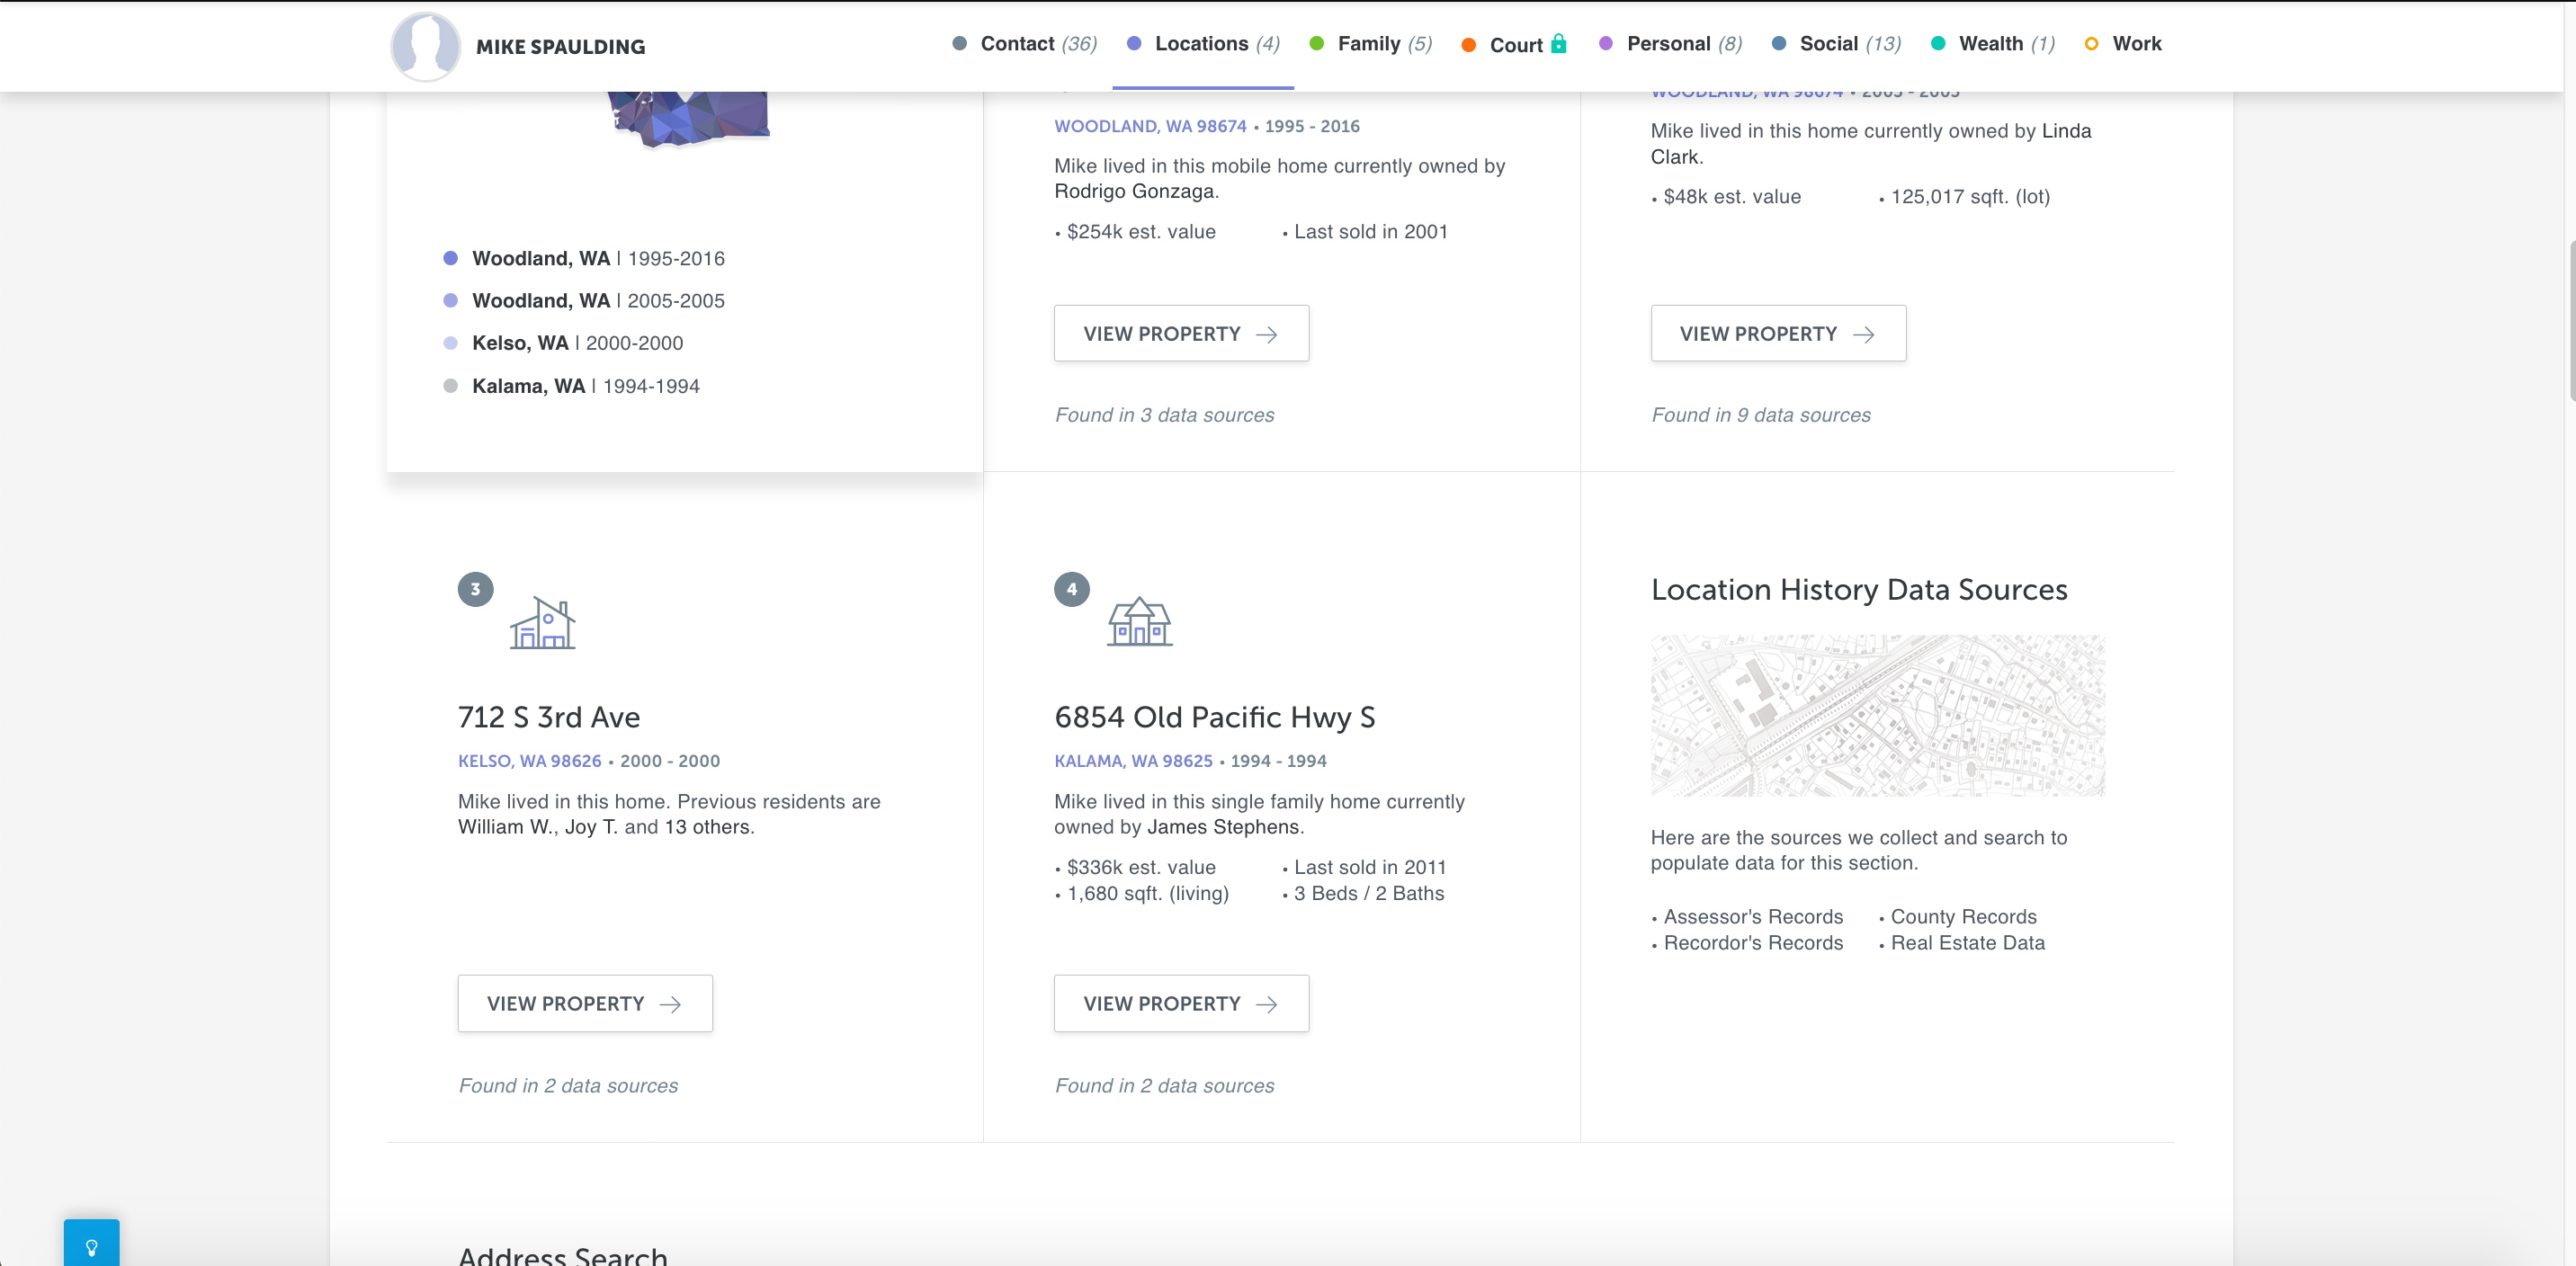 MIKE SPAULDING
Contact (36)
Locations (4)
Family (5)
Court
Personal (8)
Social (13)
Wealth (1)
Work
Woodland, WA | 1995-2016
Woodland, WA | 2005-2005
Kelso, WA | 2000-2000
Kalama, WA | 1994-1994
WOODLAND, WA 98674 • 1995 - 2016
Mike lived in this mobile home currently owned by
Rodrigo Gonzaga.
• $254k est. value
• Last sold in 2001
VIEW PROPERTY
Found in 3 data sources
WOODLAND, WA 98674 • 2005 - 2005
Mike lived in this home currently owned by Linda
Clark.
• $48k est. value
• 125,017 sqft. (lot)
VIEW PROPERTY
Found in 9 data sources
3
712 S 3rd Ave
KELSO, WA 98626 • 2000 - 2000
Mike lived in this home. Previous residents are
William W., Joy T. and 13 others.
VIEW PROPERTY
Found in 2 data sources
4
6854 Old Pacific Hwy S
KALAMA, WA 98625 • 1994 - 1994
Mike lived in this single family home currently
owned by James Stephens.
• $336k est. value
• Last sold in 2011
• 1,680 sqft. (living)
• 3 Beds / 2 Baths
VIEW PROPERTY
Found in 2 data sources
Location History Data Sources
Here are the sources we collect and search to
populate data for this section.
• Assessor's Records
• County Records
• Recordor's Records
• Real Estate Data
Address Search